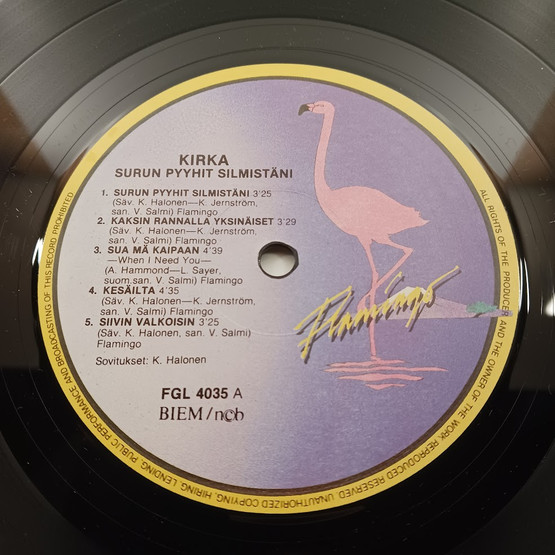 KIRKA
SURUN PYYHIT SILMISTÄNI
1. SURUN PYYHIT SILMISTÄNI 3'25
(Säv. K. Halonen—K. Jernström,
san. V. Salmi) Flamingo
2. KAKSIN RANNALLA YKSINÄISET 3'29
(Säv. K. Halonen—K. Jernström,
san. V. Salmi) Flamingo
3. SUA MÄ KAIPAAN 4'39
—When I Need You—
(A. Hammond—L. Sayer,
suom.san. V. Salmi) Flamingo
4. KESÄILTA 4'35
(Säv. K. Halonen—K. Jernström,
san. V. Salmi) Flamingo
5. SIIVIN VALKOISIN 3'25
(Säv. K. Halonen, san. V. Salmi)
Flamingo
Sovitukset: K. Halonen
FGL 4035 A
BIEM/n©b
Flamingo
ALL RIGHTS OF THE PRODUCER AND THE OWNER OF THE WORK REPRODUCED RESERVED. UNAUTHORIZED COPYING, HIRING, LENDING, PUBLIC PERFORMANCE AND BROADCASTING OF THIS RECORD PROHIBITED